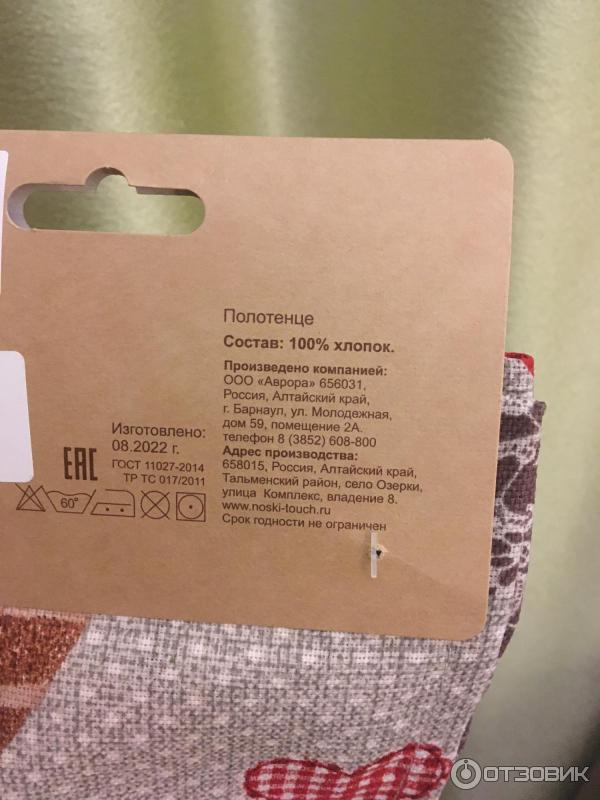 Полотенце
Состав: 100% хлопок.
Произведено компанией:
ООО «Аврора» 656031,
Россия, Алтайский край,
г. Барнаул, ул. Молодежная,
дом 59, помещение 2А.
телефон 8 (3852) 608-800
Адрес производства:
658015, Россия, Алтайский край,
Тальменский район, село Озерки,
улица Комплекс, владение 8.
www.noski-touch.ru
Срок годности не ограничен
Изготовлено:
08.2022 г.
EAC
ГОСТ 11027-2014
ТР ТС 017/2011
60°
ОТЗОВИК